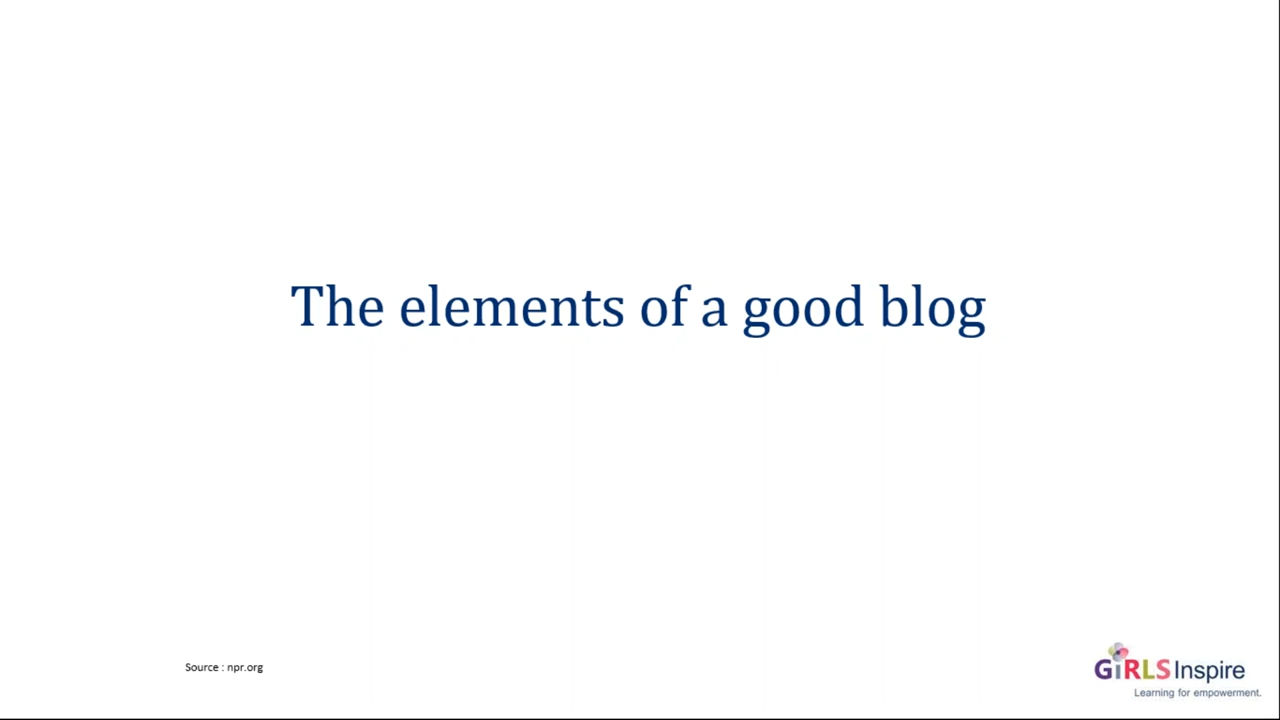 The elements of a good blog
Source : npr.org
GiRLS Inspire
Learning for empowerment.